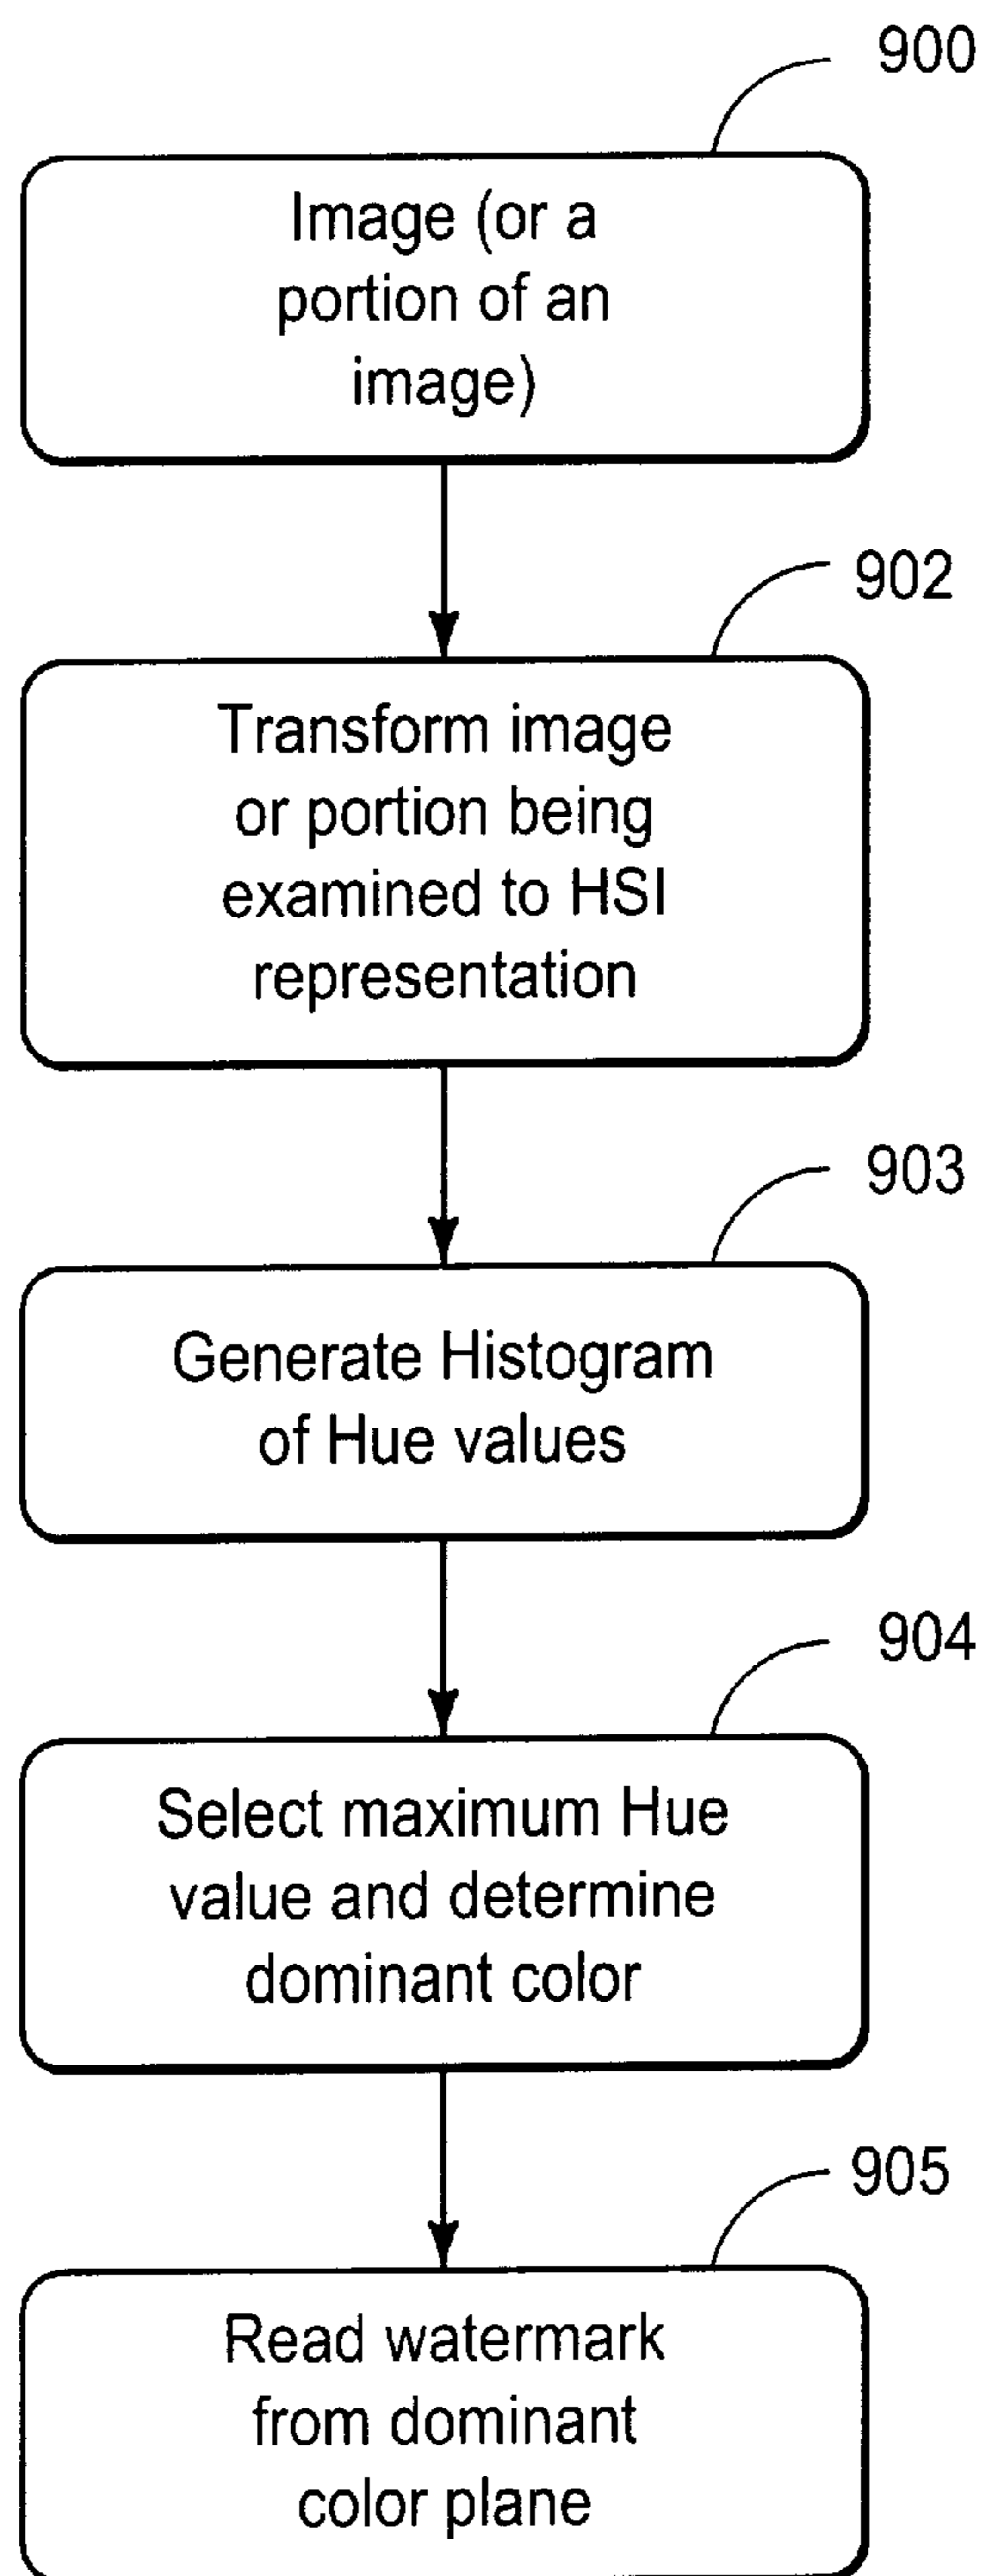 900
Image (or a
portion of an
image)
902
Transform image
or portion being
examined to HSI
representation
903
Generate Histogram
of Hue values
904
Select maximum Hue
value and determine
dominant color
905
Read watermark
from dominant
color plane